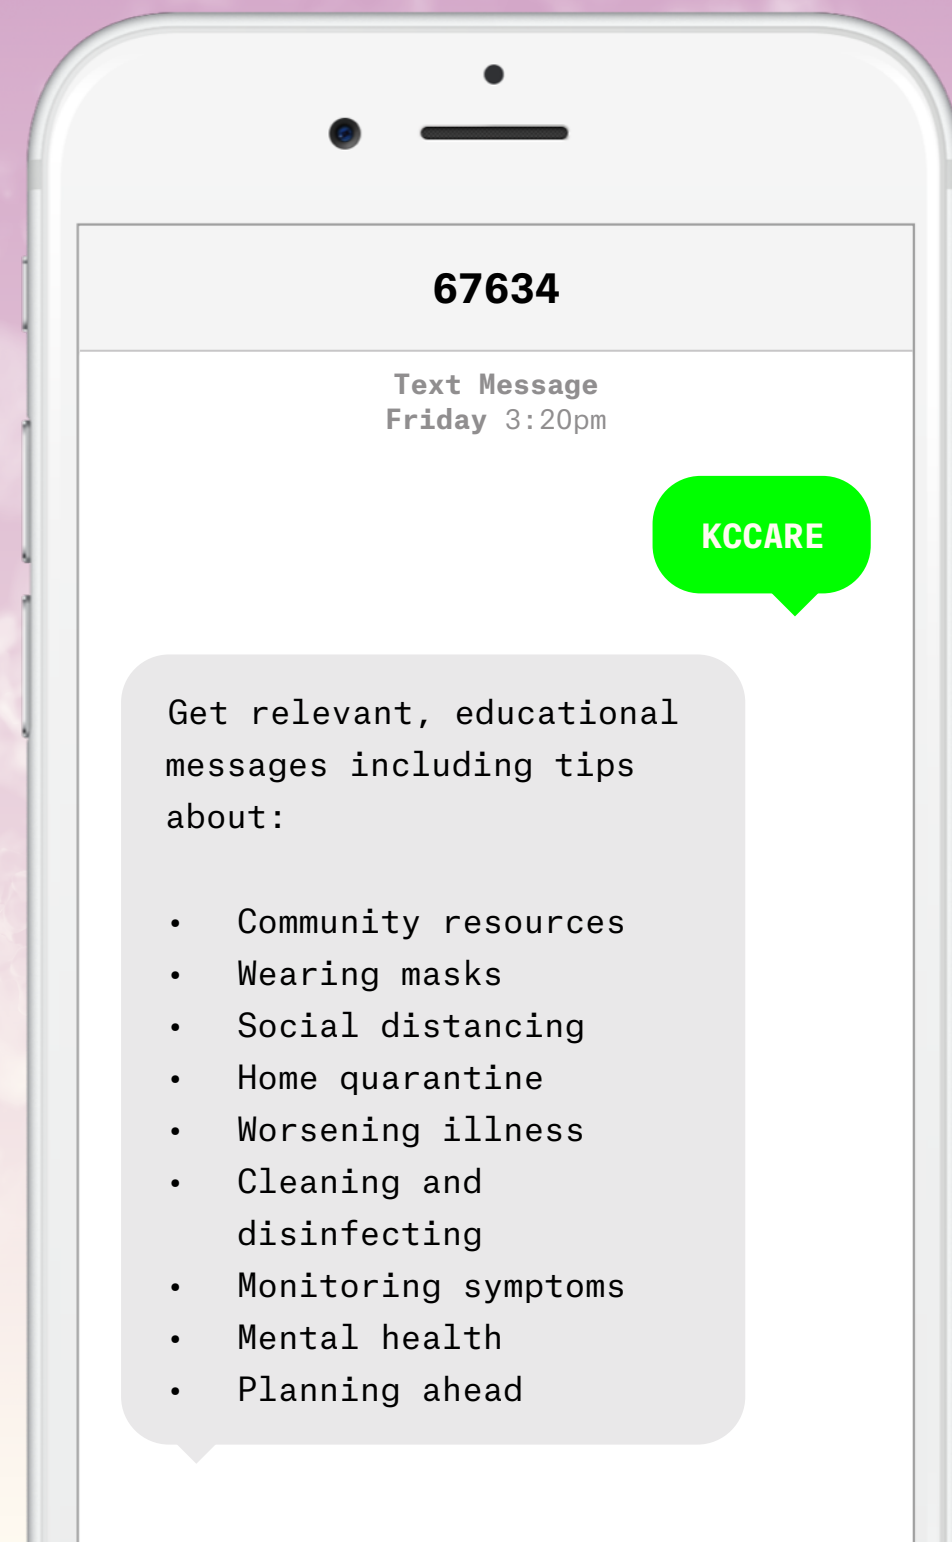 67634
Text Message
Friday 3:20pm
KCCARE
Get relevant, educational
messages including tips
about:
• Community resources
• Wearing masks
• Social distancing
• Home quarantine
• Worsening illness
• Cleaning and
disinfecting
• Monitoring symptoms
• Mental health
• Planning ahead